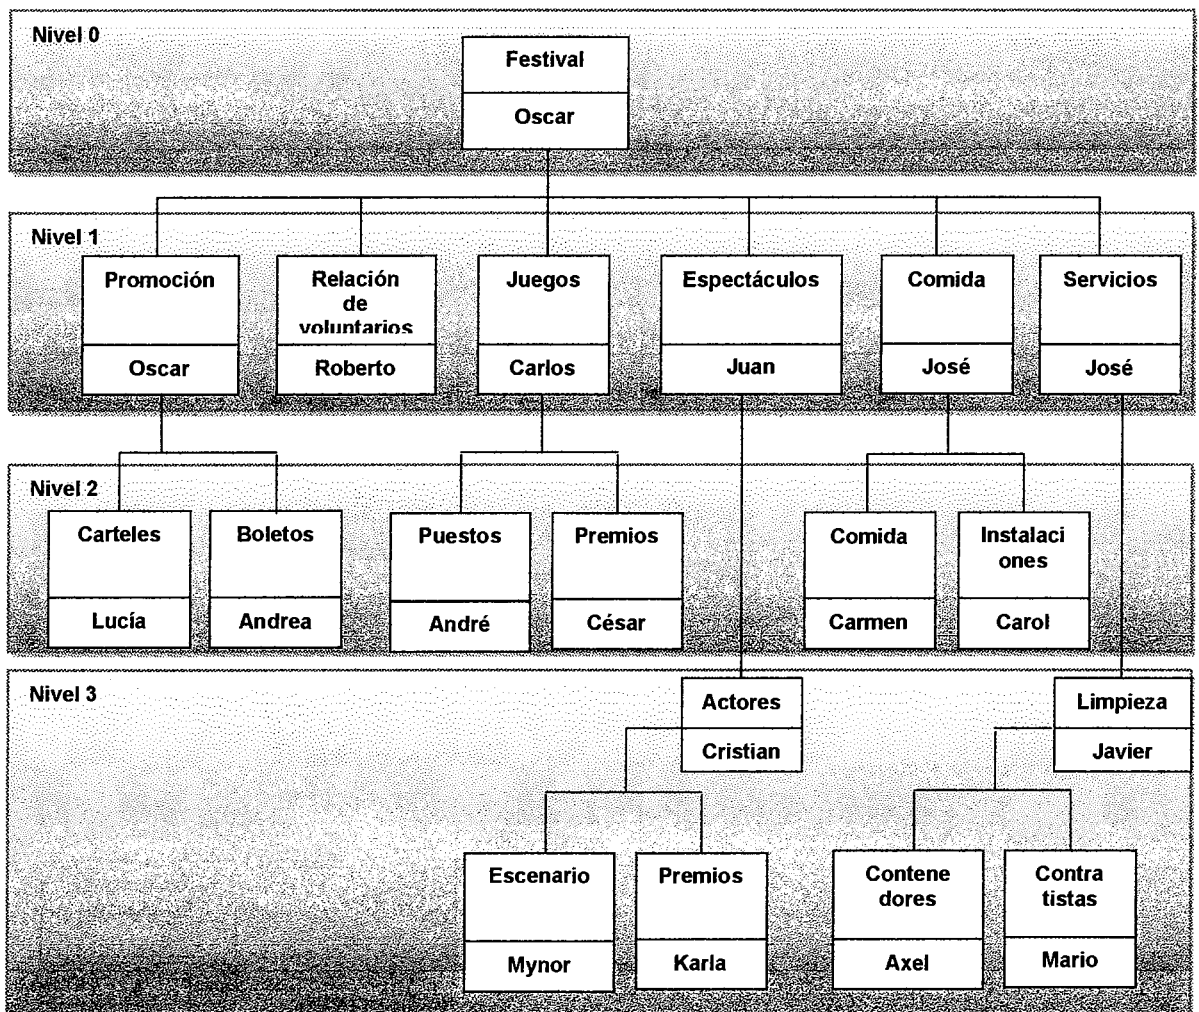 Nivel 0
Festival
Oscar
Nivel 1
Promoción
Oscar
Relación
de
voluntarios
Roberto
Juegos
Carlos
Espectáculos
Juan
Comida
José
Servicios
José
Nivel 2
Carteles
Lucía
Boletos
Andrea
Puestos
André
Premios
César
Comida
Carmen
Instalaci
ones
Carol
Nivel 3
Actores
Cristian
Limpieza
Javier
Escenario
Mynor
Premios
Karla
Contene
dores
Axel
Contra
tistas
Mario